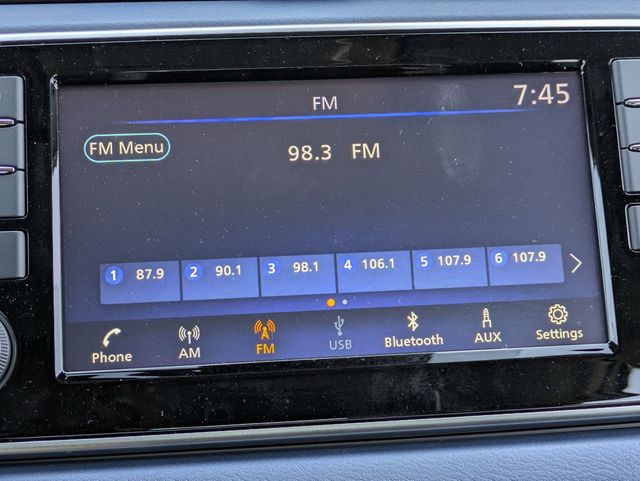 FM
7:45
FM Menu
98.3 FM
1 87.9
2 90.1
3 98.1
4 106.1
5 107.9
6 107.9
Phone
AM
FM
USB
Bluetooth
AUX
Settings